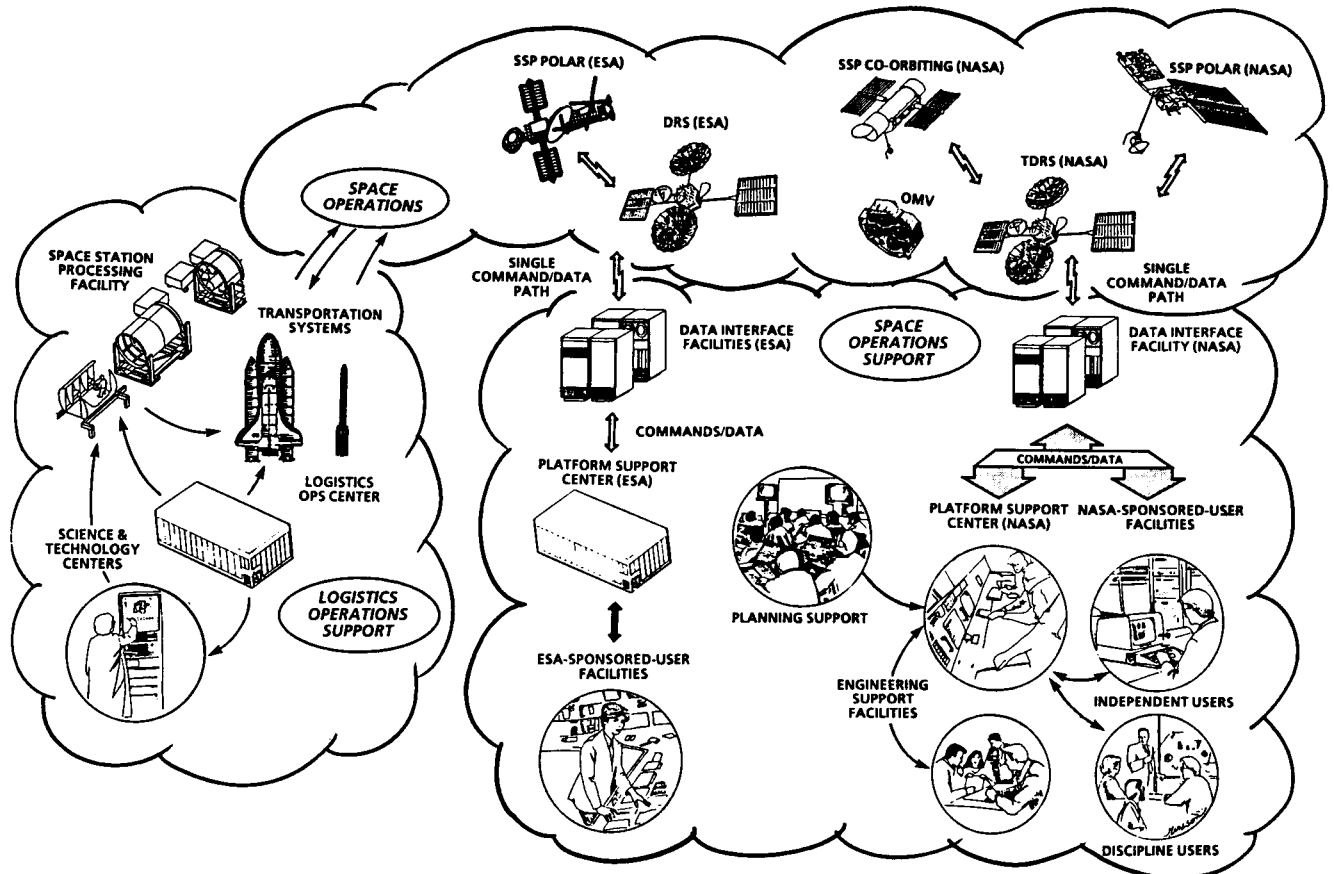 SSP POLAR (ESA)
SSP CO-ORBITING (NASA)
SSP POLAR (NASA)
DRS (ESA)
TDRS (NASA)
OMV
SPACE
OPERATIONS
SPACE STATION
PROCESSING
FACILITY
TRANSPORTATION
SYSTEMS
LOGISTICS
OPS CENTER
SCIENCE &
TECHNOLOGY
CENTERS
LOGISTICS
OPERATIONS
SUPPORT
SINGLE
COMMAND/DATA
PATH
DATA INTERFACE
FACILITIES (ESA)
SPACE
OPERATIONS
SUPPORT
SINGLE
COMMAND/DATA
PATH
DATA INTERFACE
FACILITY (NASA)
COMMANDS/DATA
PLATFORM SUPPORT
CENTER (ESA)
ESA-SPONSORED-USER
FACILITIES
PLANNING SUPPORT
COMMANDS/DATA
PLATFORM SUPPORT
CENTER (NASA)
NASA-SPONSORED-USER
FACILITIES
ENGINEERING
SUPPORT
FACILITIES
INDEPENDENT USERS
DISCIPLINE USERS